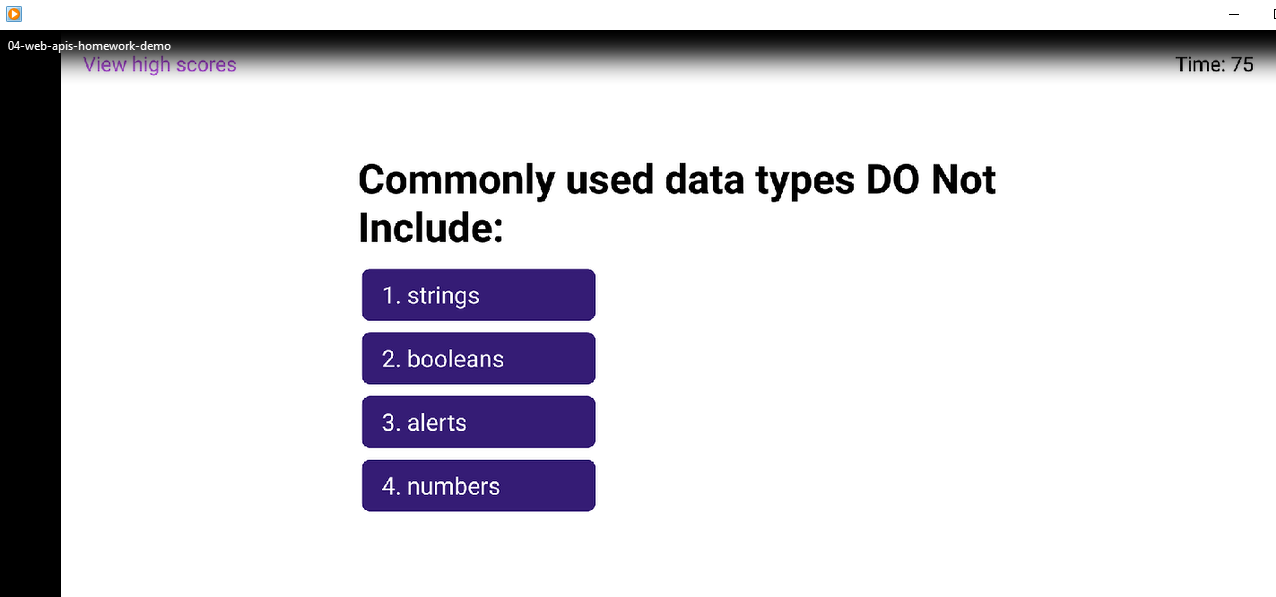 04-web-apis-homework-demo
View high scores
Time: 75
Commonly used data types DO Not
Include:
1. strings
2. booleans
3. alerts
4. numbers